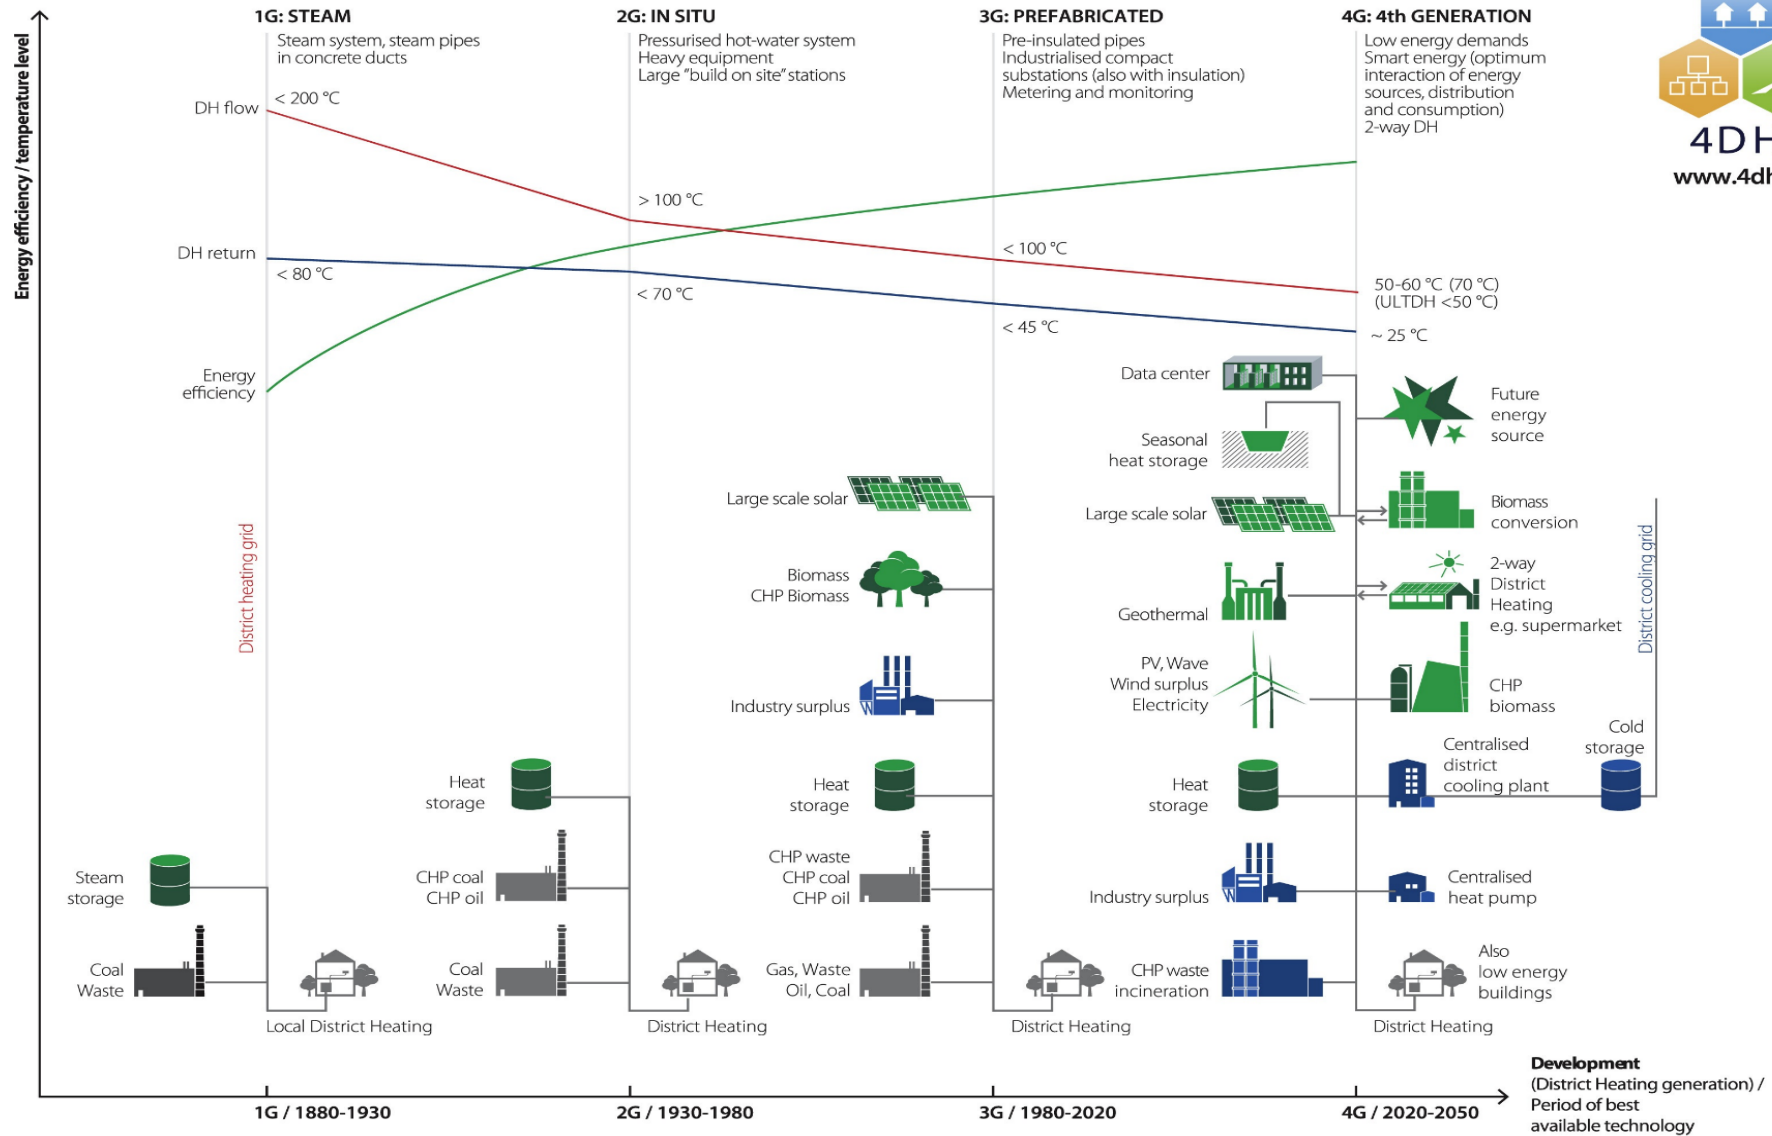 Energy efficiency / temperature level
1G: STEAM
Steam system, steam pipes
in concrete ducts
2G: IN SITU
Pressurised hot-water system
Heavy equipment
Large "build on site" stations
3G: PREFABRICATED
Pre-insulated pipes
Industrialised compact
substations (also with insulation)
Metering and monitoring
4G: 4th GENERATION
Low energy demands
Smart energy (optimum
interaction of energy
sources, distribution
and consumption)
2-way DH
4DH
www.4dh
DH flow
< 200 °C
> 100 °C
< 100 °C
50-60 °C (70 °C)
(ULTDH <50 °C)
DH return
< 80 °C
< 70 °C
< 45 °C
~ 25 °C
Energy
efficiency
District heating grid
Steam
storage
Coal
Waste
Local District Heating
Heat
storage
CHP coal
CHP oil
Coal
Waste
District Heating
Large scale solar
Biomass
CHP Biomass
Industry surplus
Heat
storage
CHP waste
CHP coal
CHP oil
Gas, Waste
Oil, Coal
District Heating
Data center
Seasonal
heat storage
Large scale solar
Geothermal
PV, Wave
Wind surplus
Electricity
Heat
storage
Industry surplus
CHP waste
incineration
Future
energy
source
Biomass
conversion
2-way
District
Heating
e.g. supermarket
CHP
biomass
Centralised
district
cooling plant
Cold
storage
District cooling grid
Centralised
heat pump
Also
low energy
buildings
District Heating
1G / 1880-1930
2G / 1930-1980
3G / 1980-2020
4G / 2020-2050
Development
(District Heating generation) /
Period of best
available technology